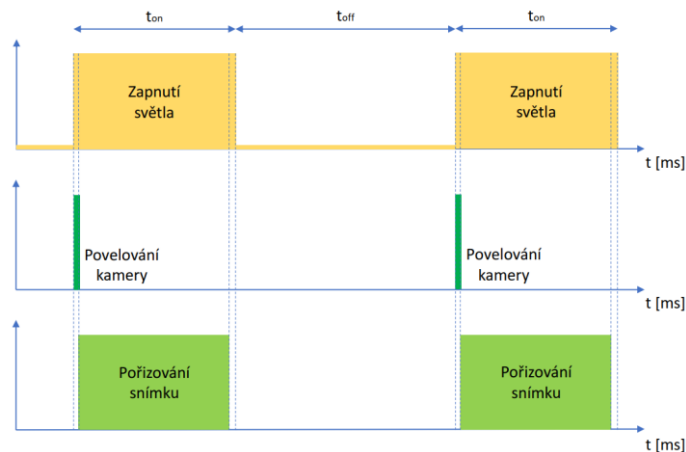 ton
toff
ton
Zapnutí
světla
Zapnutí
světla
t [ms]
Povelování
kamery
Povelování
kamery
t [ms]
Pořizování
snímku
Pořizování
snímku
t [ms]